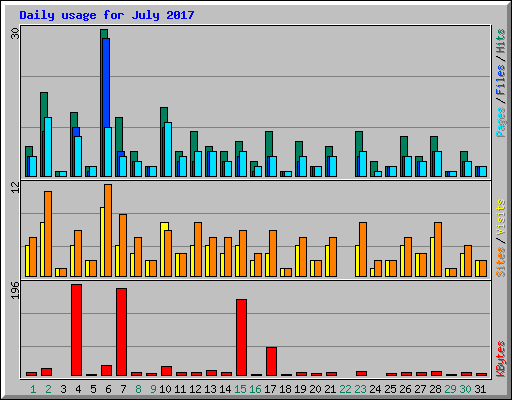 Daily usage for July 2017
30
Pages / Files / Hits
12
Sites / Visits
196
KBytes
1 2 3 4 5 6 7 8 9 10 11 12 13 14 15 16 17 18 19 20 21 22 23 24 25 26 27 28 29 30 31